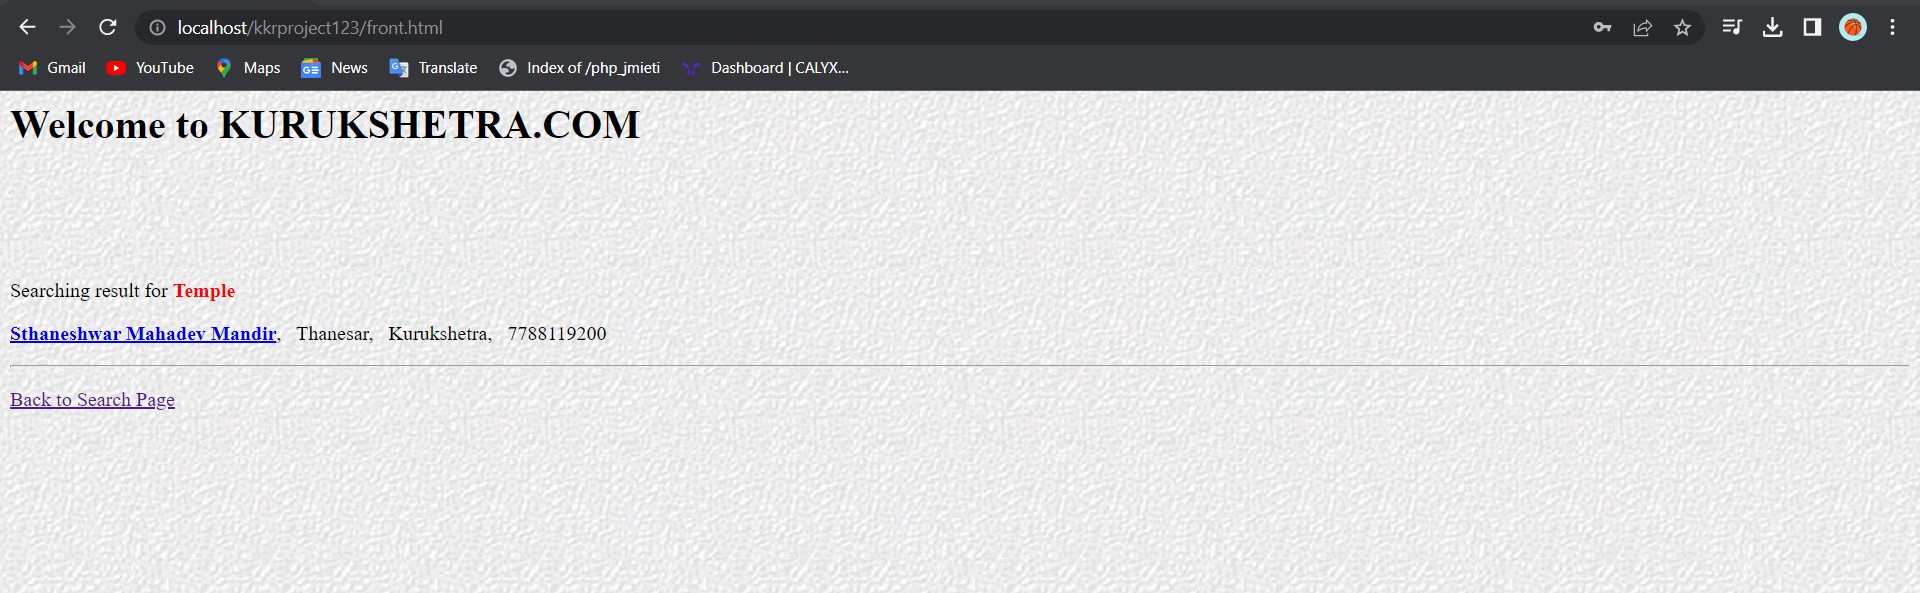 localhost/kkrproject123/front.html
Gmail YouTube Maps News Translate Index of /php_jmieti Dashboard | CALYX...
Welcome to KURUKSHETRA.COM
Searching result for Temple
Sthaneshwar Mahadev Mandir, Thanesar, Kurukshetra, 7788119200
Back to Search Page